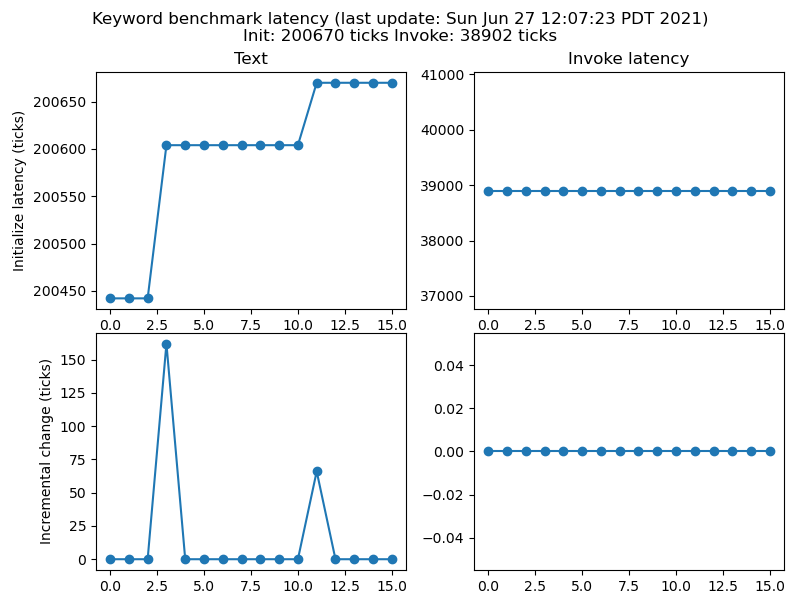 Keyword benchmark latency (last update: Sun Jun 27 12:07:23 PDT 2021)
Init: 200670 ticks Invoke: 38902 ticks
Text
Initialize latency (ticks)
200650
200600
200550
200500
200450
0.0 2.5 5.0 7.5 10.0 12.5 15.0
Invoke latency
41000
40000
39000
38000
37000
0.0 2.5 5.0 7.5 10.0 12.5 15.0
Incremental change (ticks)
150
125
100
75
50
25
0
0.0 2.5 5.0 7.5 10.0 12.5 15.0
0.04
0.02
0.00
−0.02
−0.04
0.0 2.5 5.0 7.5 10.0 12.5 15.0